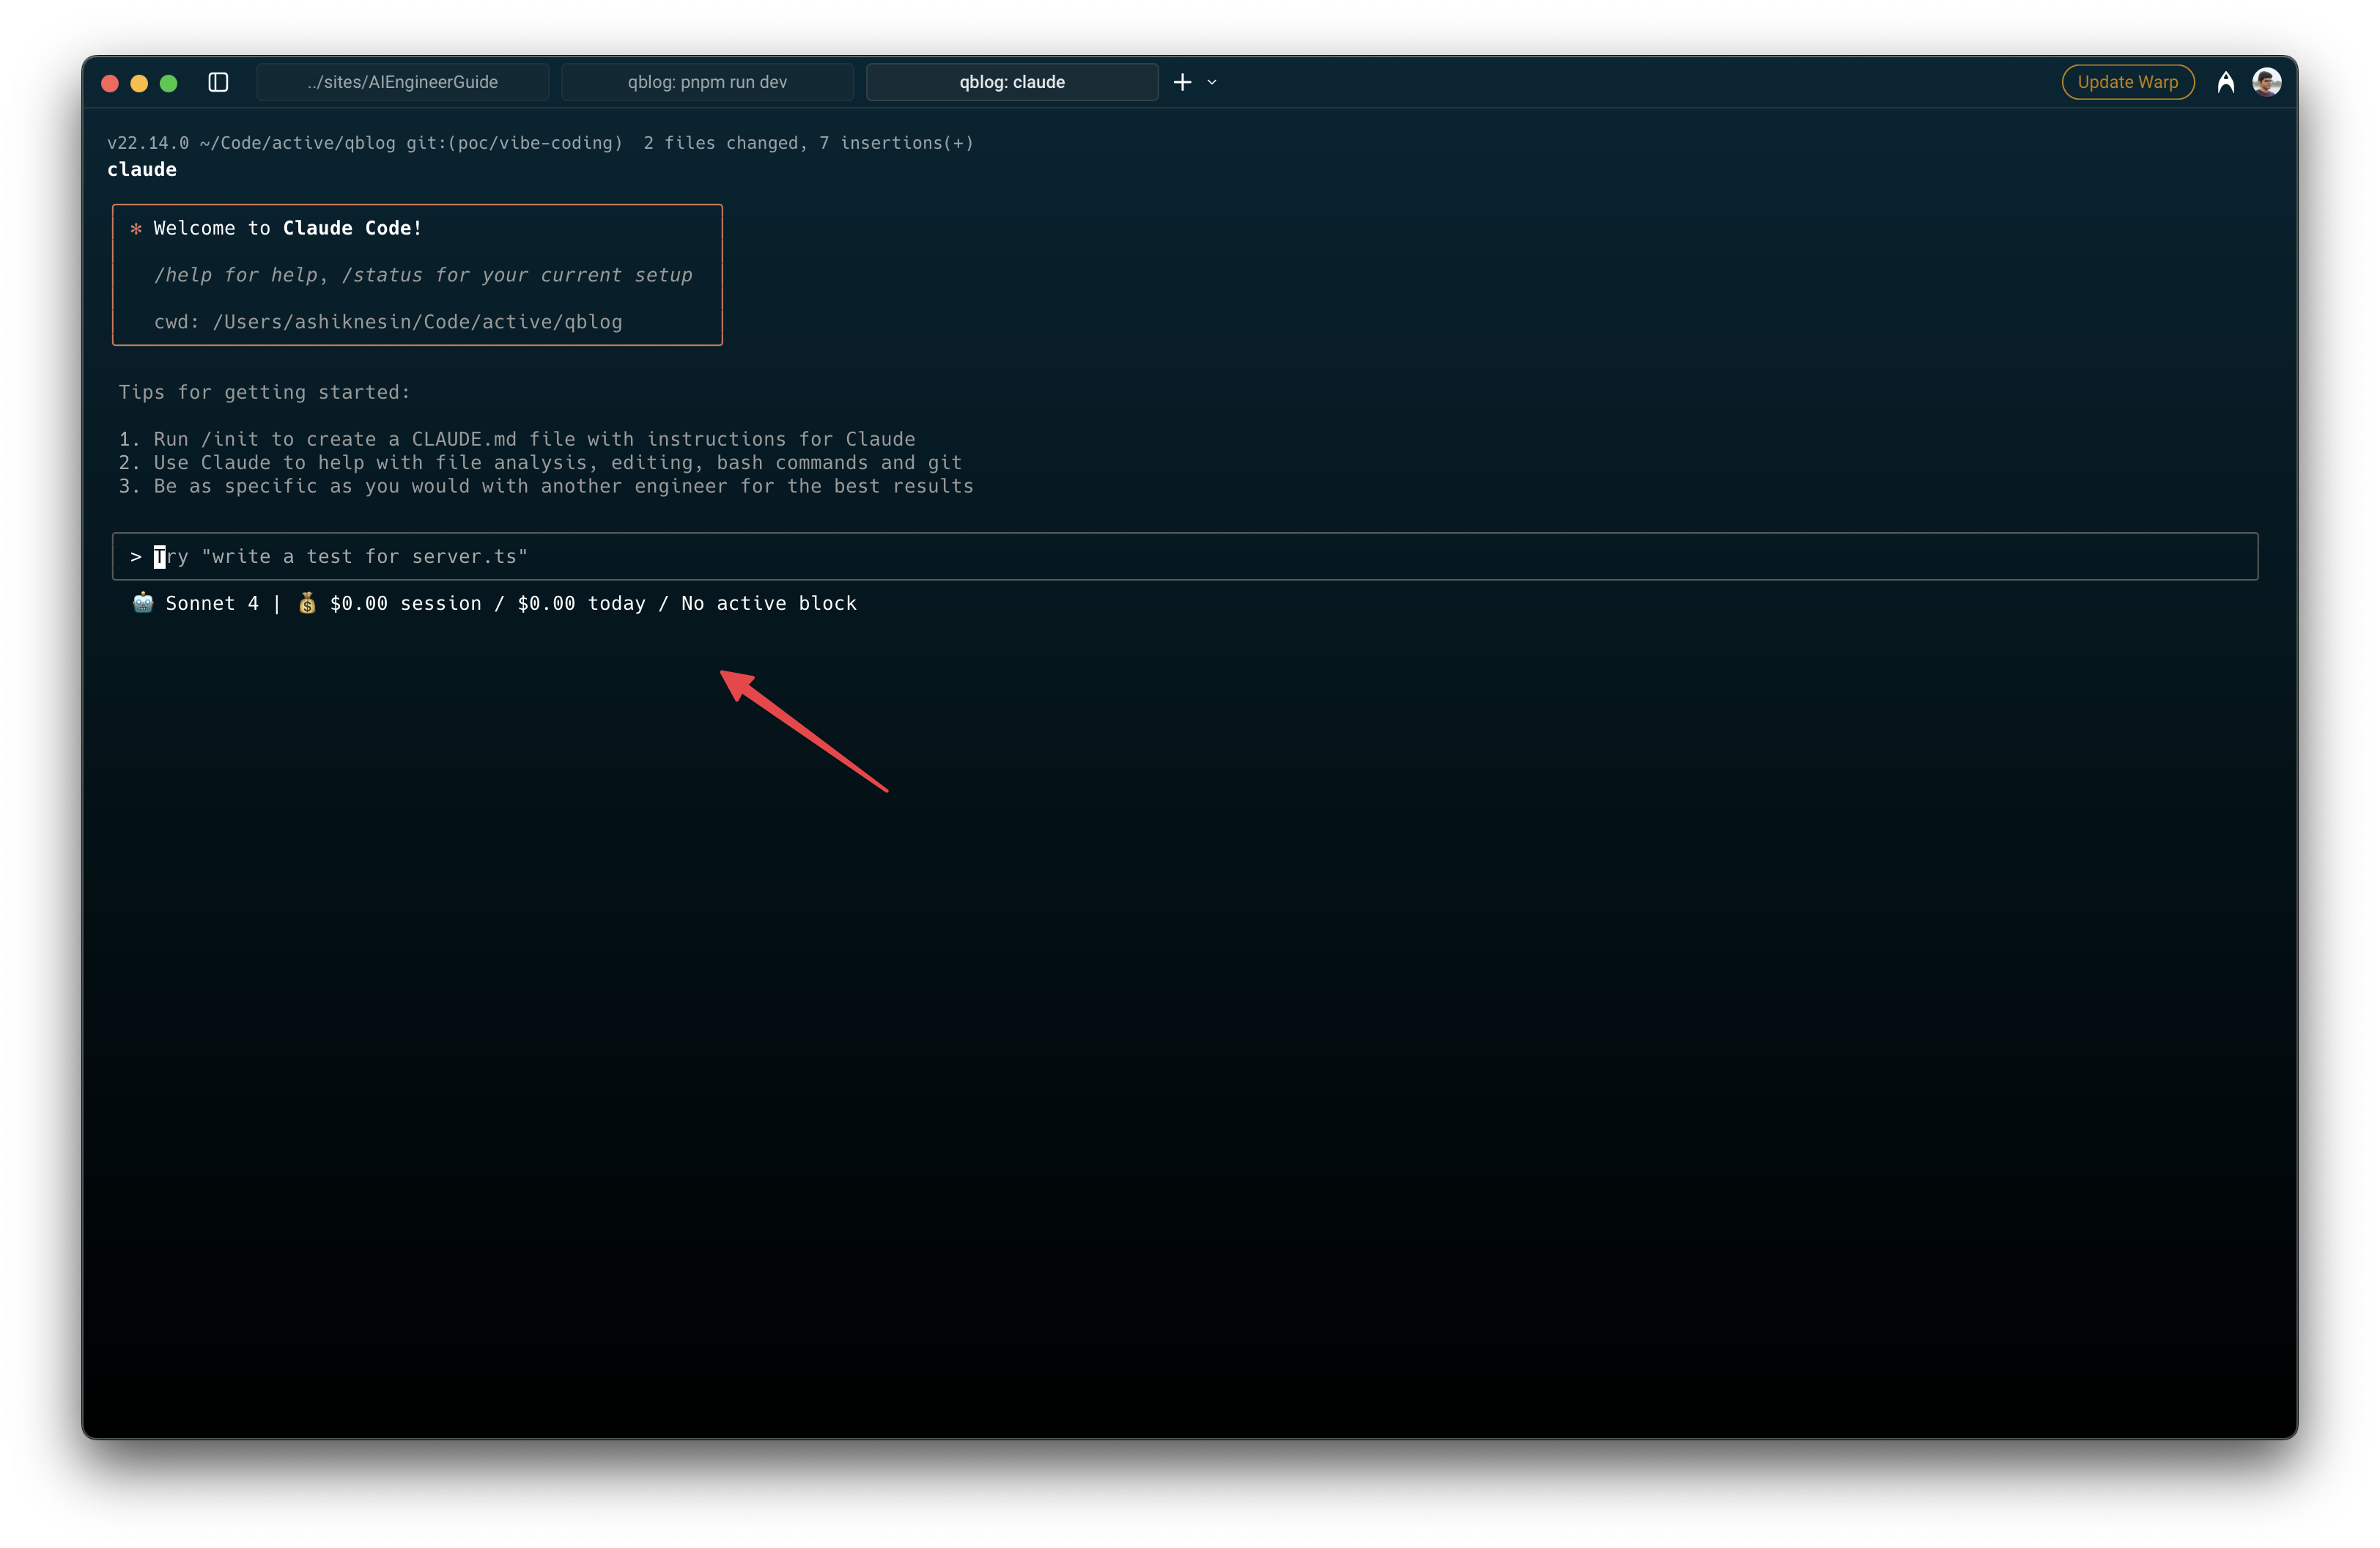 ../sites/AIEngineerGuide
qblog: pnpm run dev
qblog: claude
Update Warp
v22.14.0 ~/Code/active/qblog git:(poc/vibe-coding)  2 files changed, 7 insertions(+)
claude
✻ Welcome to Claude Code!
/help for help, /status for your current setup
cwd: /Users/ashiknesin/Code/active/qblog
Tips for getting started:
1. Run /init to create a CLAUDE.md file with instructions for Claude
2. Use Claude to help with file analysis, editing, bash commands and git
3. Be as specific as you would with another engineer for the best results
> Try "write a test for server.ts"
🤖 Sonnet 4 | 💰 $0.00 session / $0.00 today / No active block